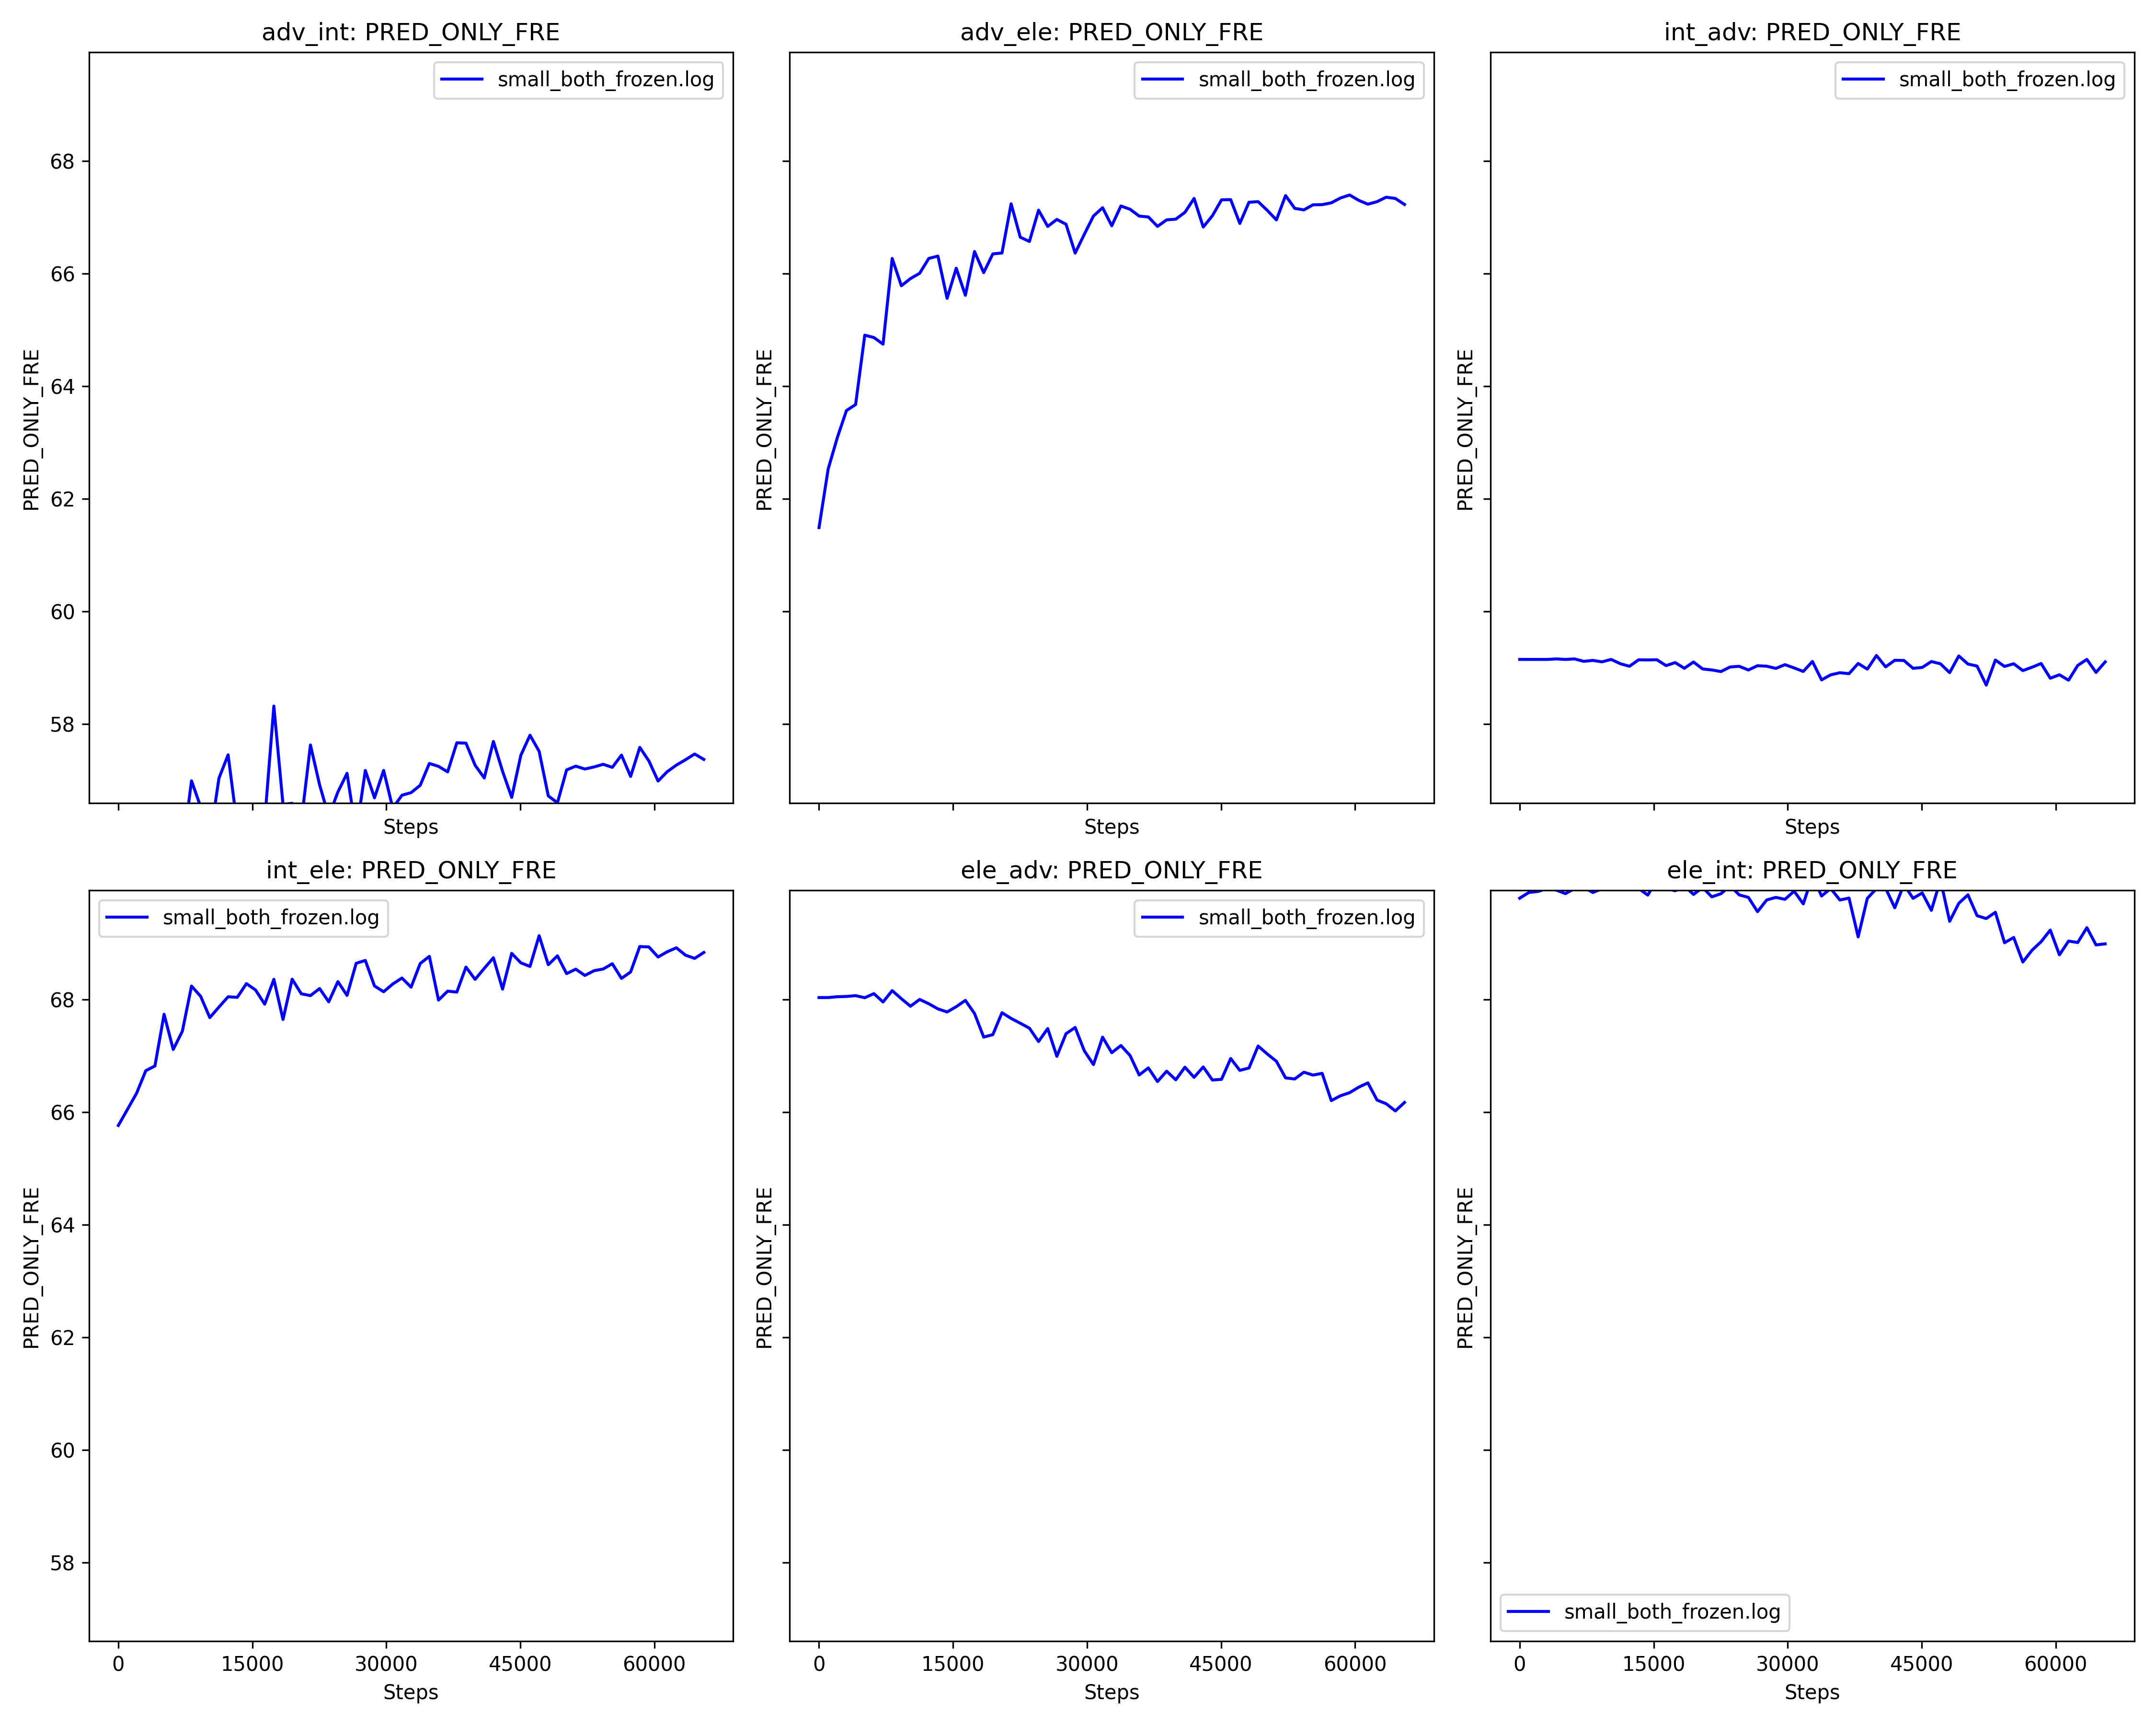 adv_int: PRED_ONLY_FRE
small_both_frozen.log
68
66
64
62
60
58
PRED_ONLY_FRE
Steps
adv_ele: PRED_ONLY_FRE
small_both_frozen.log
PRED_ONLY_FRE
Steps
int_adv: PRED_ONLY_FRE
small_both_frozen.log
PRED_ONLY_FRE
Steps
int_ele: PRED_ONLY_FRE
small_both_frozen.log
68
66
64
62
60
58
PRED_ONLY_FRE
0 15000 30000 45000 60000
Steps
ele_adv: PRED_ONLY_FRE
small_both_frozen.log
PRED_ONLY_FRE
0 15000 30000 45000 60000
Steps
ele_int: PRED_ONLY_FRE
PRED_ONLY_FRE
small_both_frozen.log
0 15000 30000 45000 60000
Steps